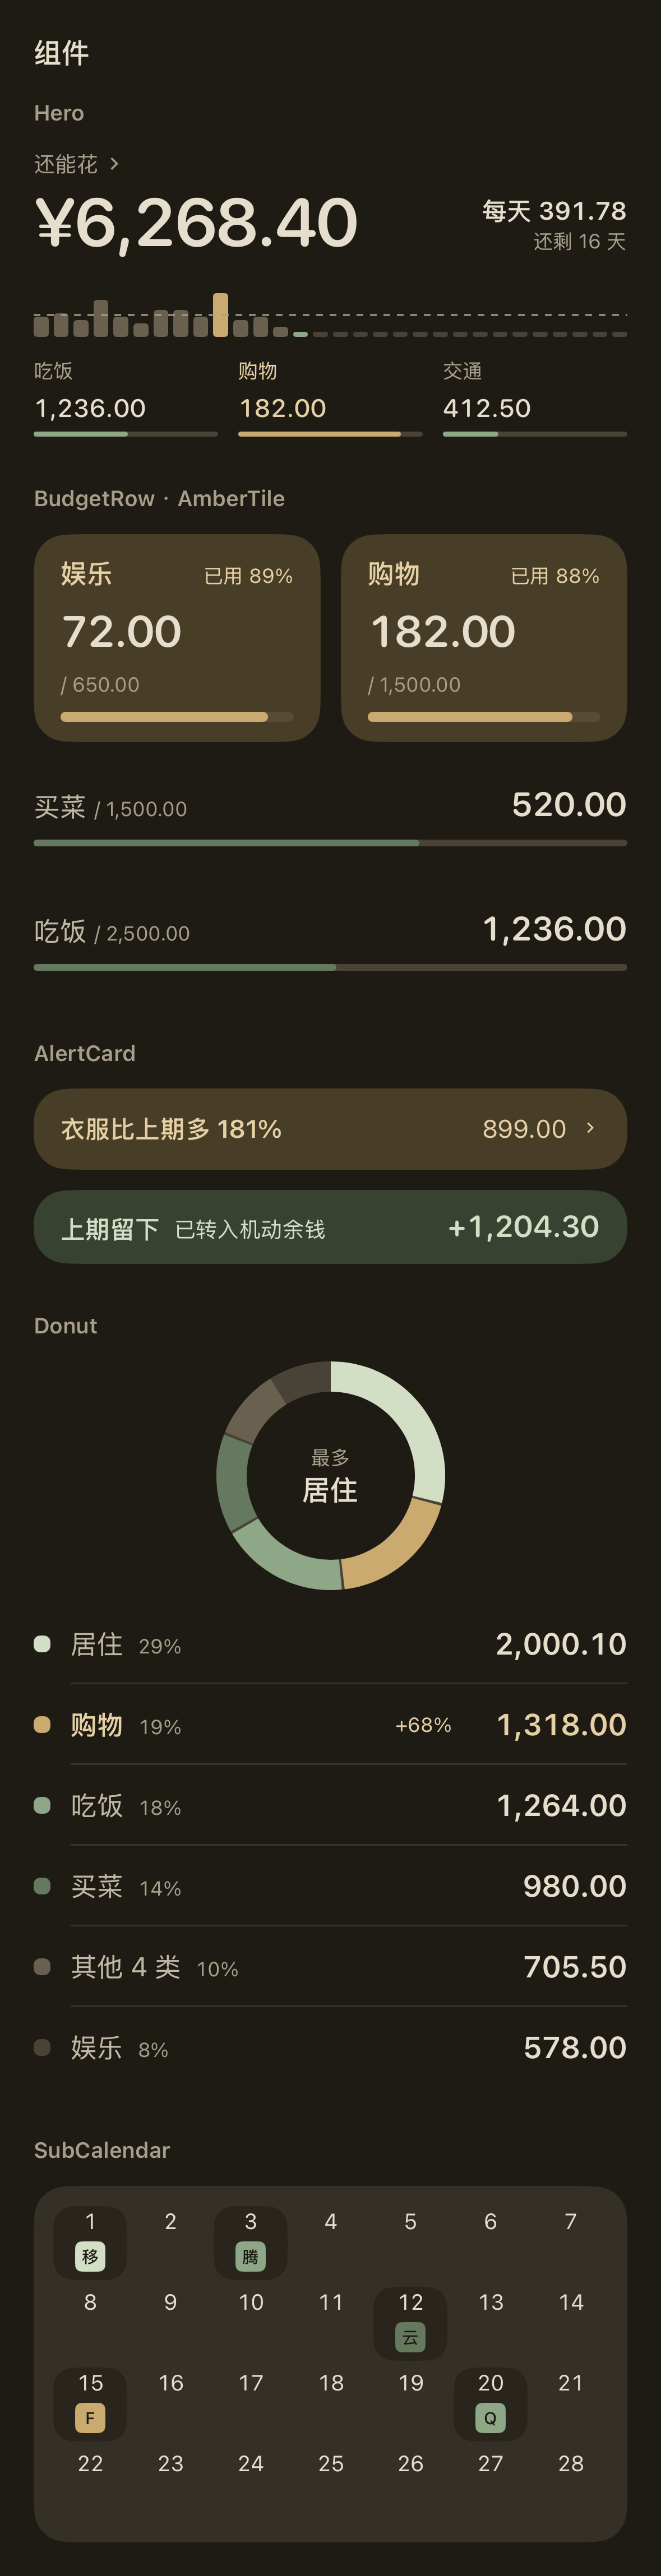 组件
Hero
还能花 >
¥6,268.40
每天 391.78
还剩 16 天
吃饭 购物 交通
1,236.00 182.00 412.50
BudgetRow · AmberTile
娱乐 已用 89% 购物 已用 88%
72.00 182.00
/ 650.00 / 1,500.00
买菜 / 1,500.00 520.00
吃饭 / 2,500.00 1,236.00
AlertCard
衣服比上期多 181% 899.00 >
上期留下 已转入机动余钱 +1,204.30
Donut
最多
居住
居住 29% 2,000.10
购物 19% +68% 1,318.00
吃饭 18% 1,264.00
买菜 14% 980.00
其他 4 类 10% 705.50
娱乐 8% 578.00
SubCalendar
1 2 3 4 5 6 7
移 腾
8 9 10 11 12 13 14
云
15 16 17 18 19 20 21
F Q
22 23 24 25 26 27 28